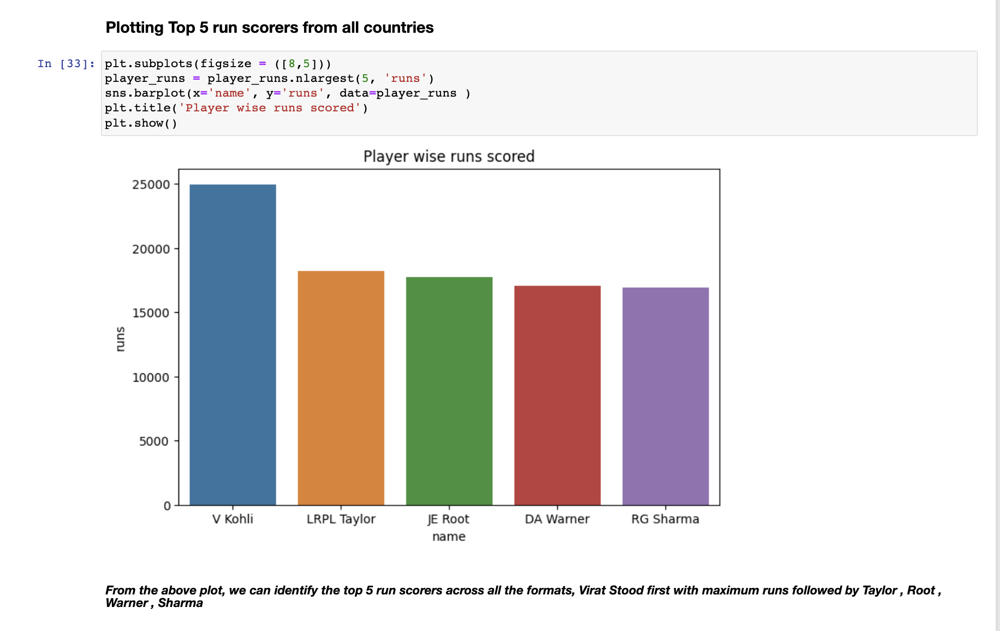 Plotting Top 5 run scorers from all countries
In [33]:
plt.subplots(figsize = ([8,5]))
player_runs = player_runs.nlargest(5, 'runs')
sns.barplot(x='name', y='runs', data=player_runs )
plt.title('Player wise runs scored')
plt.show()
Player wise runs scored
25000
20000
15000
10000
5000
0
runs
V Kohli LRPL Taylor JE Root DA Warner RG Sharma
name
From the above plot, we can identify the top 5 run scorers across all the formats, Virat Stood first with maximum runs followed by Taylor , Root ,
Warner , Sharma